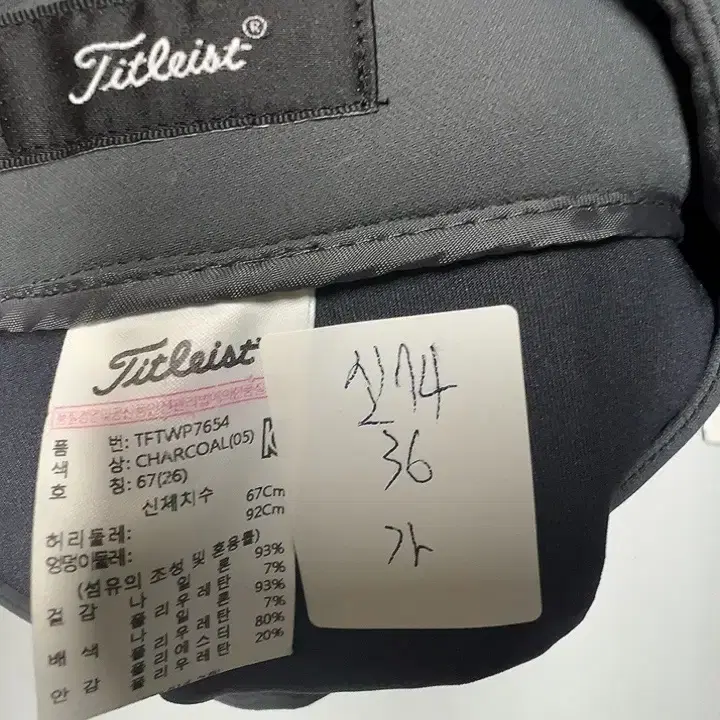 Titleist®
Titleist
품 번: TFTWP7654
색 상: CHARCOAL(05)
호 칭: 67(26)
신체치수
허리둘레: 67Cm
엉덩이둘레: 92Cm
(섬유의 조성 및 혼용률)
겉 감 나 일 론 93%
폴 리 우 레 탄 7%
배 색 나 일 론 93%
폴 리 우 레 탄 7%
안 감 폴리에스터 80%
폴리우레탄 20%
36
가